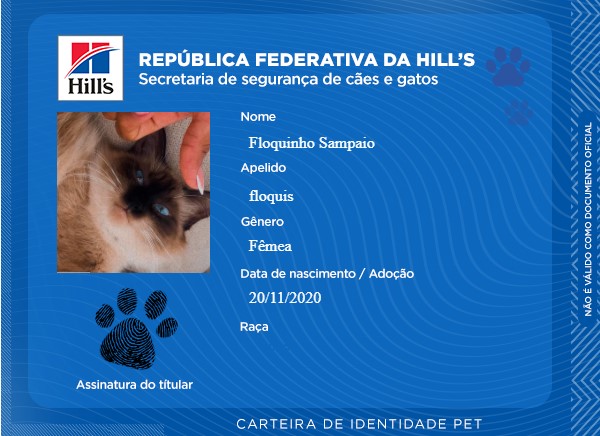 Hill's
REPÚBLICA FEDERATIVA DA HILL'S
Secretaria de segurança de cães e gatos
Nome
Floquinho Sampaio
Apelido
floquis
Gênero
Fêmea
Data de nascimento / Adoção
20/11/2020
Raça
Assinatura do títular
CARTEIRA DE IDENTIDADE PET
NÃO É VÁLIDO COMO DOCUMENTO OFICIAL